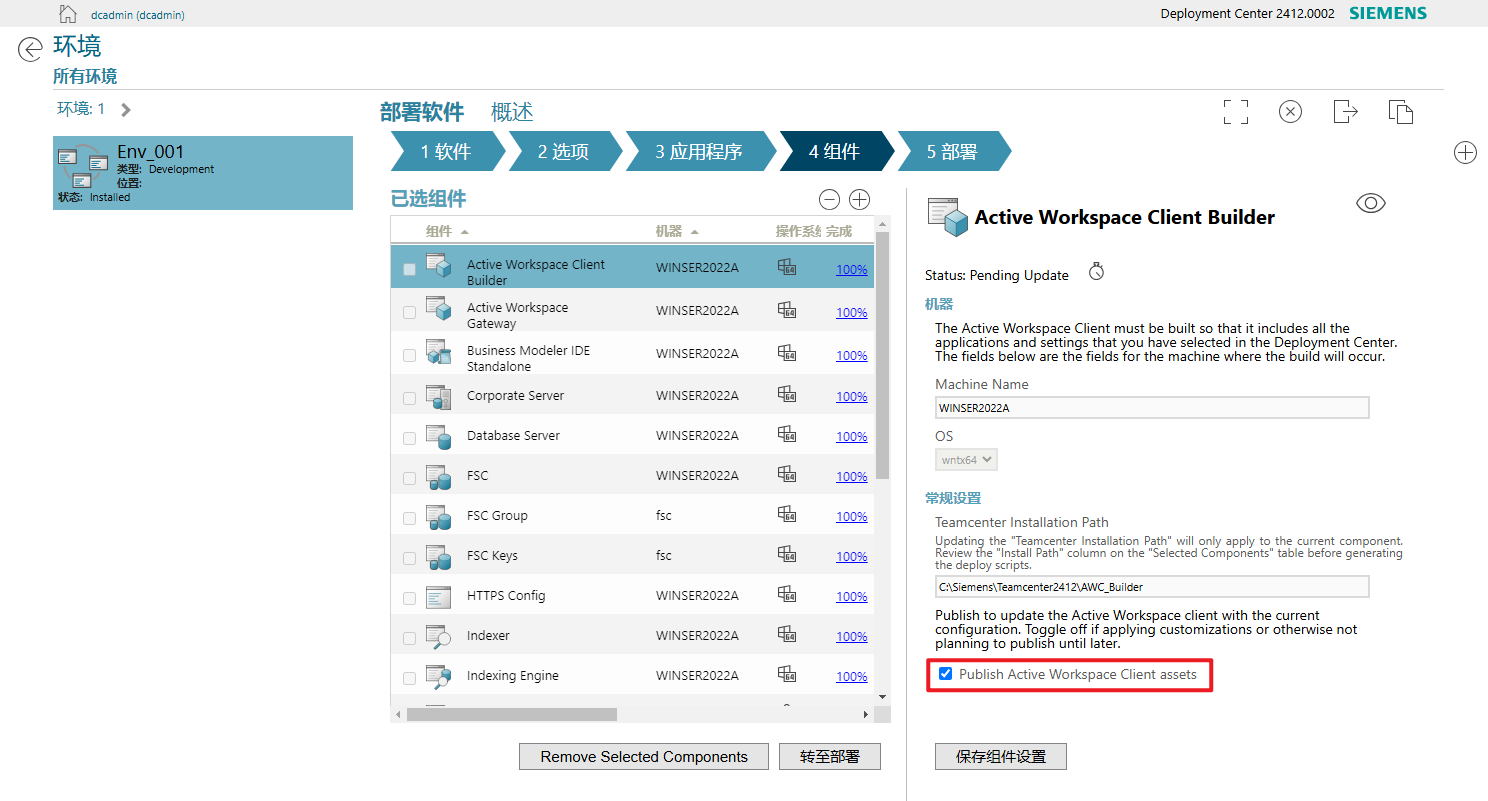 dcadmin (dcadmin)
Deployment Center 2412.0002 SIEMENS
环境
所有环境
环境: 1
Env_001
类型: Development
位置:
状态: Installed
部署软件 概述
1 软件 2 选项 3 应用程序 4 组件 5 部署
已选组件
组件 机器 操作系统 完成
Active Workspace Client
Builder
WINSER2022A 64 100%
Active Workspace
Gateway
WINSER2022A 64 100%
Business Modeler IDE
Standalone
WINSER2022A 64 100%
Corporate Server WINSER2022A 64 100%
Database Server WINSER2022A 64 100%
FSC WINSER2022A 64 100%
FSC Group fsc 64 100%
FSC Keys fsc 64 100%
HTTPS Config WINSER2022A 64 100%
Indexer WINSER2022A 64 100%
Indexing Engine WINSER2022A 64 100%
Remove Selected Components 转至部署
Active Workspace Client Builder
Status: Pending Update
机器
The Active Workspace Client must be built so that it includes all the
applications and settings that you have selected in the Deployment Center.
The fields below are the fields for the machine where the build will occur.
Machine Name
WINSER2022A
OS
wntx64
常规设置
Teamcenter Installation Path
Updating the "Teamcenter Installation Path" will only apply to the current component.
Review the "Install Path" column on the "Selected Components" table before generating
the deploy scripts.
C:\Siemens\Teamcenter2412\AWC_Builder
Publish to update the Active Workspace client with the current
configuration. Toggle off if applying customizations or otherwise not
planning to publish until later.
Publish Active Workspace Client assets
保存组件设置